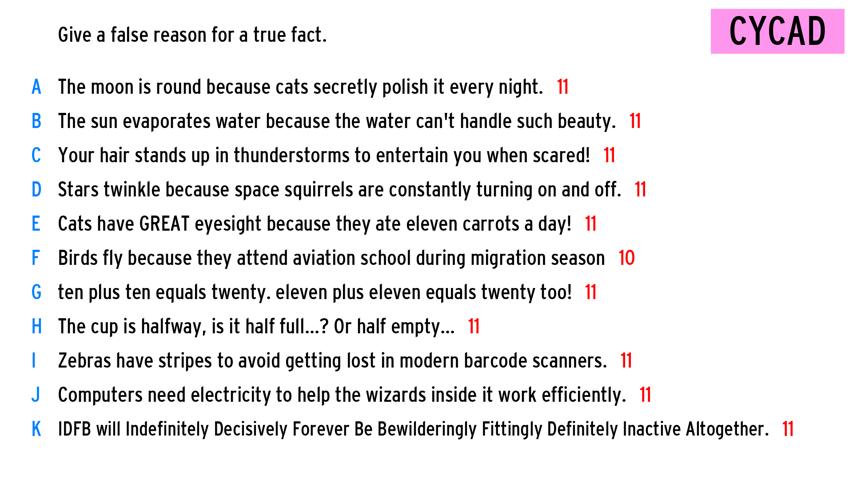 Give a false reason for a true fact.
CYCAD
A The moon is round because cats secretly polish it every night. 11
B The sun evaporates water because the water can't handle such beauty. 11
C Your hair stands up in thunderstorms to entertain you when scared! 11
D Stars twinkle because space squirrels are constantly turning on and off. 11
E Cats have GREAT eyesight because they ate eleven carrots a day! 11
F Birds fly because they attend aviation school during migration season 10
G ten plus ten equals twenty. eleven plus eleven equals twenty too! 11
H The cup is halfway, is it half full...? Or half empty... 11
I Zebras have stripes to avoid getting lost in modern barcode scanners. 11
J Computers need electricity to help the wizards inside it work efficiently. 11
K IDFB will Indefinitely Decisively Forever Be Bewilderingly Fittingly Definitely Inactive Altogether. 11